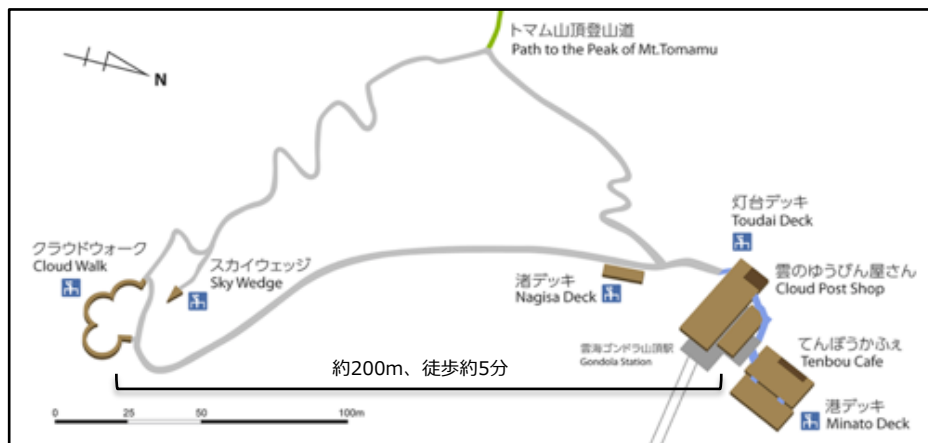 トマム山頂登山道
Path to the Peak of Mt.Tomamu
N
灯台デッキ
Toudai Deck
クラウドウォーク
Cloud Walk
スカイウェッジ
Sky Wedge
渚デッキ
Nagisa Deck
雲のゆうびん屋さん
Cloud Post Shop
雲海ゴンドラ山頂駅
Gondola Station
てんぼうかふぇ
Tenbou Cafe
約200m、徒歩約5分
港デッキ
Minato Deck
0 25 50 100m